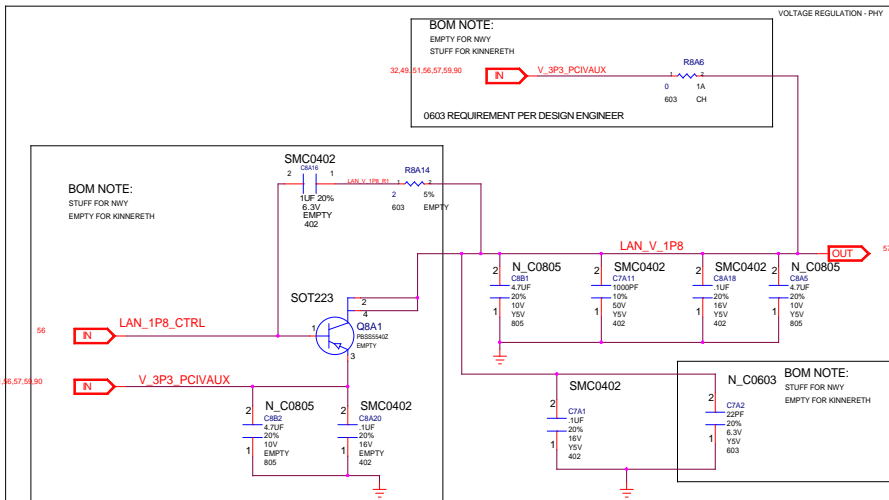 VOLTAGE REGULATION - PHY
BOM NOTE:
EMPTY FOR NWY
STUFF FOR KINNERETH
32,49,51,56,57,59,90
IN
V_3P3_PCIVAUX
R8A6
1
2
0
1A
603
CH
0603 REQUIREMENT PER DESIGN ENGINEER
BOM NOTE:
STUFF FOR NWY
EMPTY FOR KINNERETH
SMC0402
C8A16
2
1
1UF 20%
6.3V
EMPTY
402
LAN_V_1P8_R1
R8A14
1
2
2
5%
603
EMPTY
LAN_V_1P8
OUT
SOT223
2
4
1
3
Q8A1
PBSS5540Z
EMPTY
56
IN
LAN_1P8_CTRL
,56,57,59,90
IN
V_3P3_PCIVAUX
N_C0805
2
C8B2
4.7UF
20%
10V
EMPTY
805
1
SMC0402
2
C8A20
.1UF
20%
16V
EMPTY
402
1
N_C0805
2
C8B1
4.7UF
20%
10V
Y5V
805
1
SMC0402
2
C7A11
1000PF
10%
50V
Y5V
402
1
SMC0402
2
C8A18
.1UF
20%
16V
Y5V
402
1
N_C0805
2
C8A5
4.7UF
20%
10V
Y5V
805
1
SMC0402
2
C7A1
.1UF
20%
16V
Y5V
402
1
N_C0603
2
C7A2
22PF
20%
6.3V
Y5V
603
1
BOM NOTE:
STUFF FOR NWY
EMPTY FOR KINNERETH